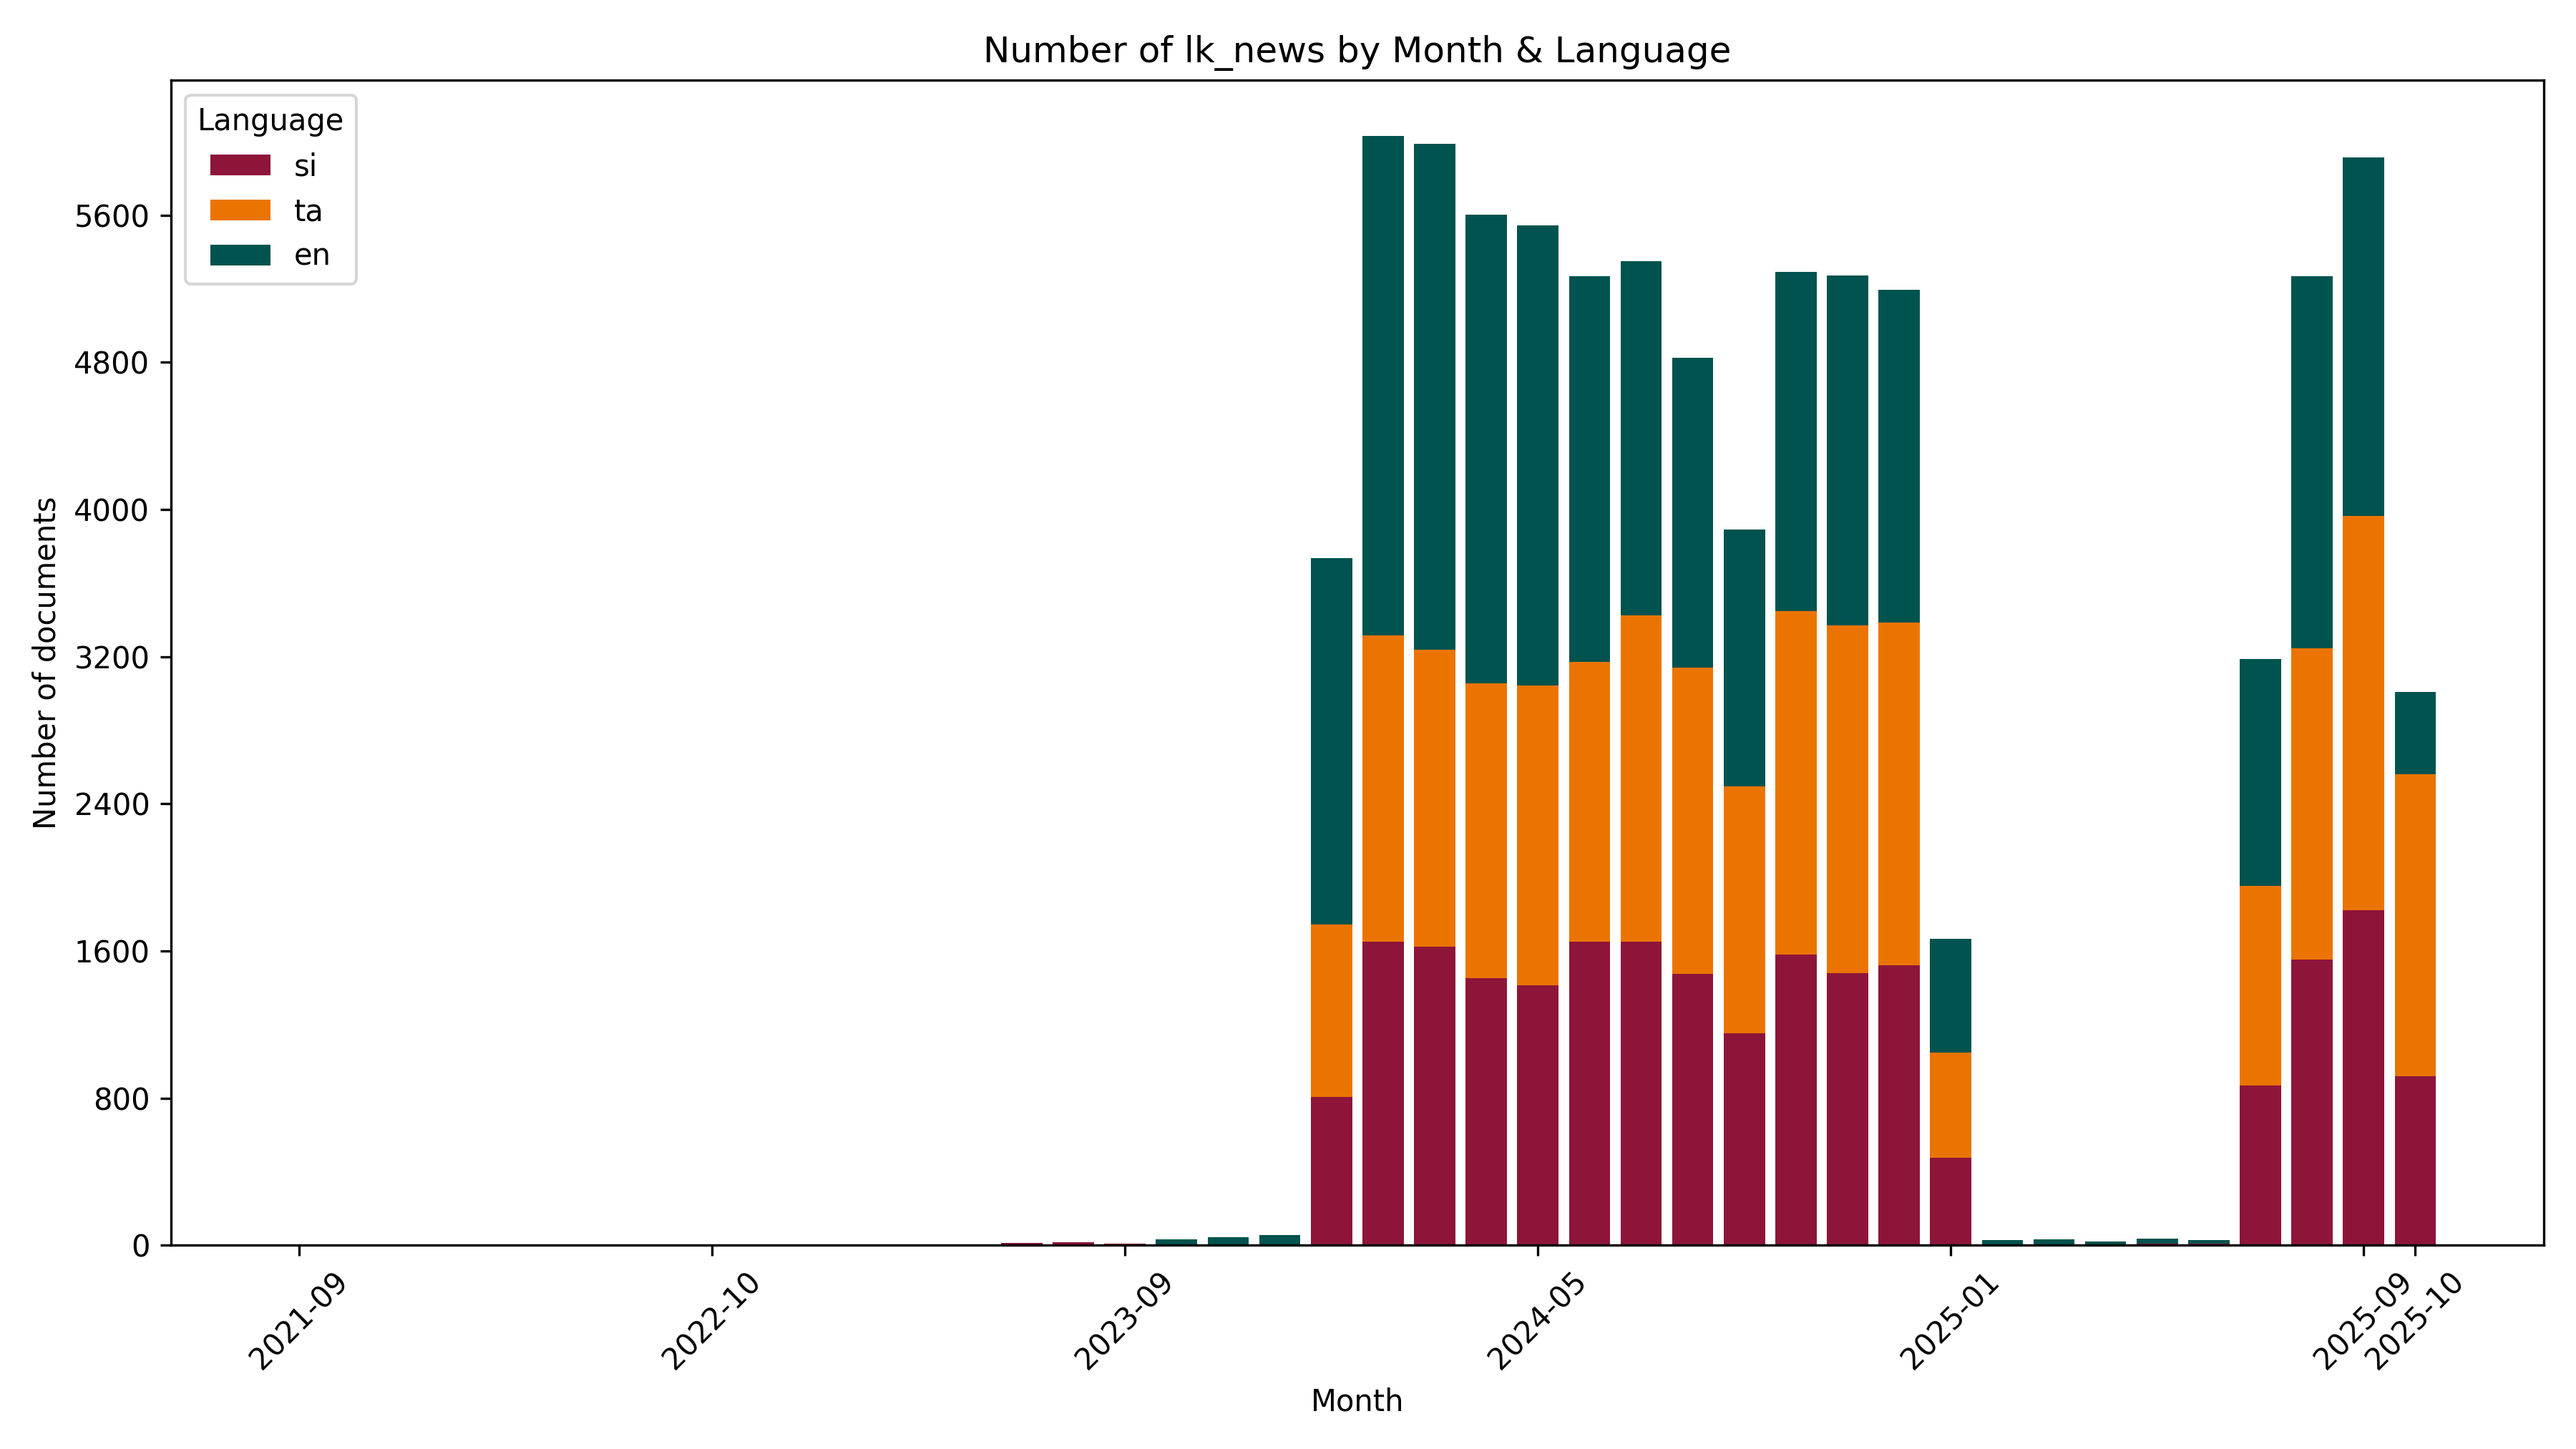 Number of lk_news by Month & Language
Language
si
ta
en
Number of documents
5600
4800
4000
3200
2400
1600
800
0
2021-09
2022-10
2023-09
2024-05
2025-01
2025-09
2025-10
Month